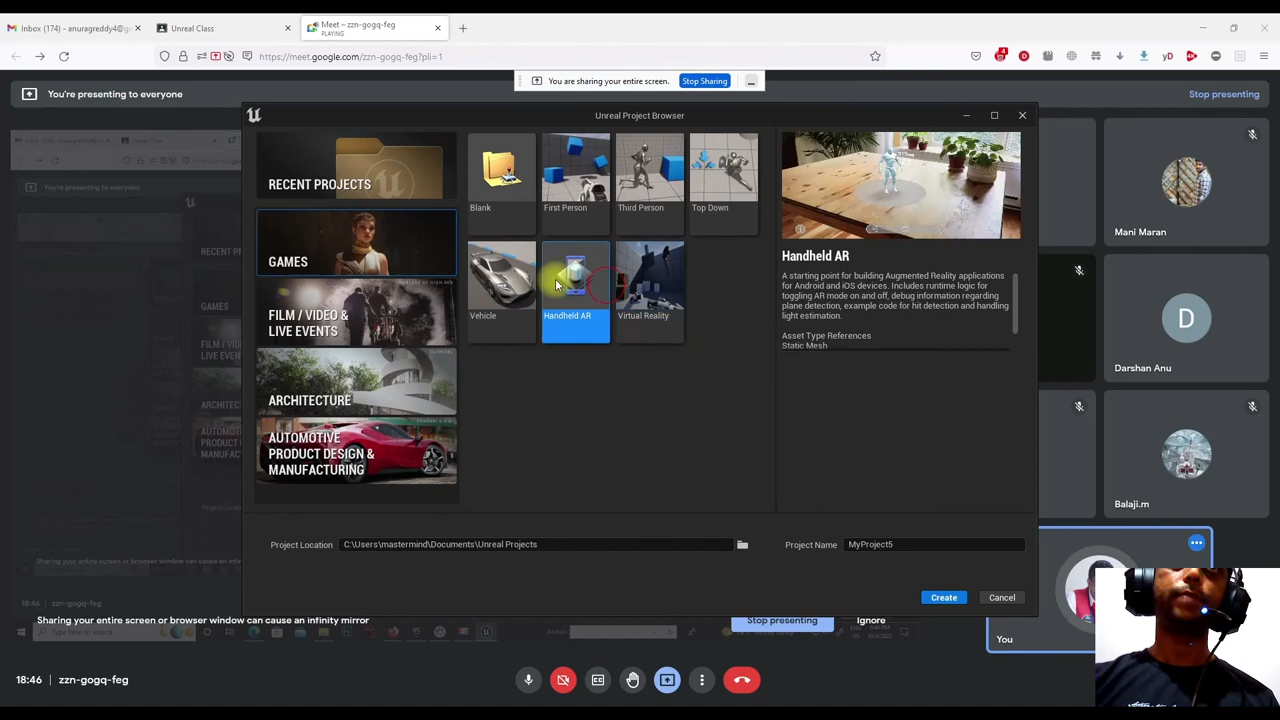 Inbox (174) - anuragreddy4@g
Unreal Class
Meet – zzn-gogq-feg
PLAYING
https://meet.google.com/zzn-gogq-feg?pli=1
You are sharing your entire screen.
Stop Sharing
You're presenting to everyone
Stop presenting
Unreal Project Browser
RECENT PROJECTS
GAMES
FILM / VIDEO &
LIVE EVENTS
ARCHITECTURE
AUTOMOTIVE
PRODUCT DESIGN &
MANUFACTURING
Blank
First Person
Third Person
Top Down
Vehicle
Handheld AR
Virtual Reality
Handheld AR
A starting point for building Augmented Reality applications
for Android and iOS devices. Includes runtime logic for
toggling AR mode on and off, debug information regarding
plane detection, example code for hit detection and handling
light estimation.
Asset Type References
Static Mesh
Project Location
C:\Users\mastermind\Documents\Unreal Projects
Project Name
MyProject5
Create
Cancel
Mani Maran
D
Darshan Anu
Balaji.m
You
Sharing your entire screen or browser window can cause an infinity mirror
Stop presenting
Ignore
18:46
zzn-gogq-feg